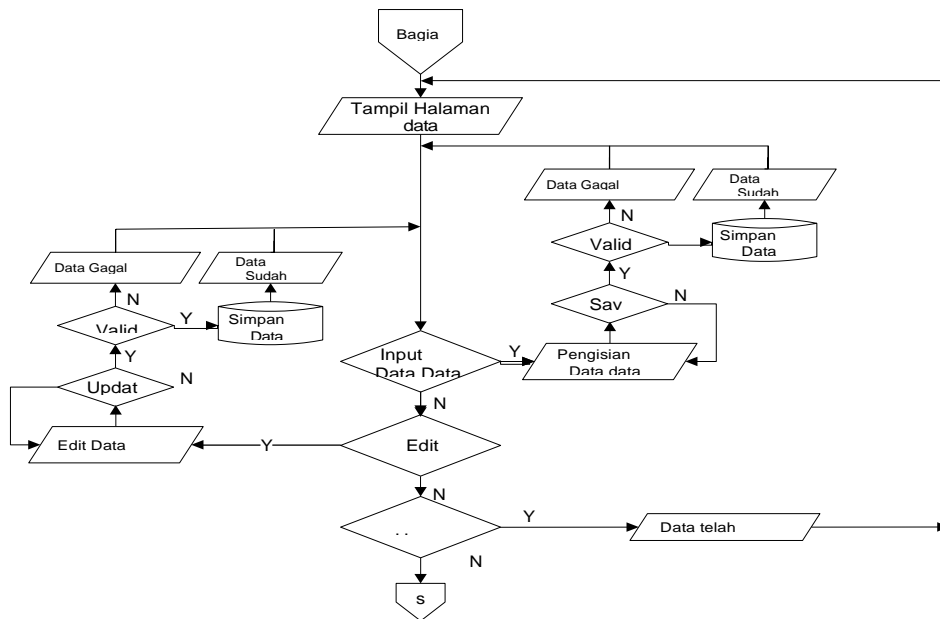 Bagia
Tampil Halaman
data
Data Gagal
Data
Sudah
N
Valid
Simpan
Data
Y
Sav
N
Data Gagal
Data
Sudah
N
Valid
Y
Simpan
Data
Y
Updat
N
Input
Data Data
Y
Pengisian
Data data
N
Edit Data
Y
Edit
N
Y
Data telah
N
s